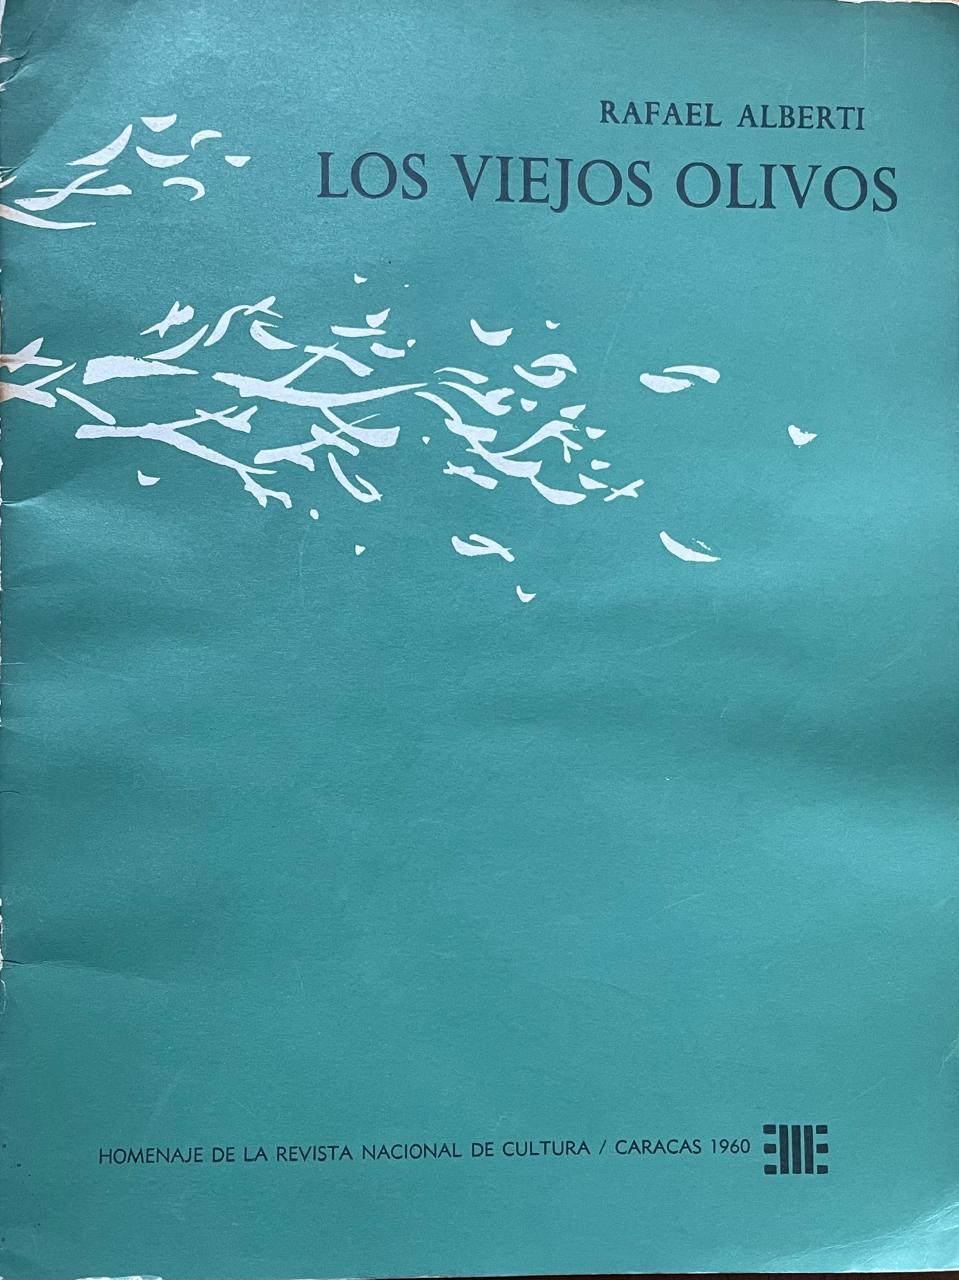 RAFAEL ALBERTI
LOS VIEJOS OLIVOS
HOMENAJE DE LA REVISTA NACIONAL DE CULTURA / CARACAS 1960